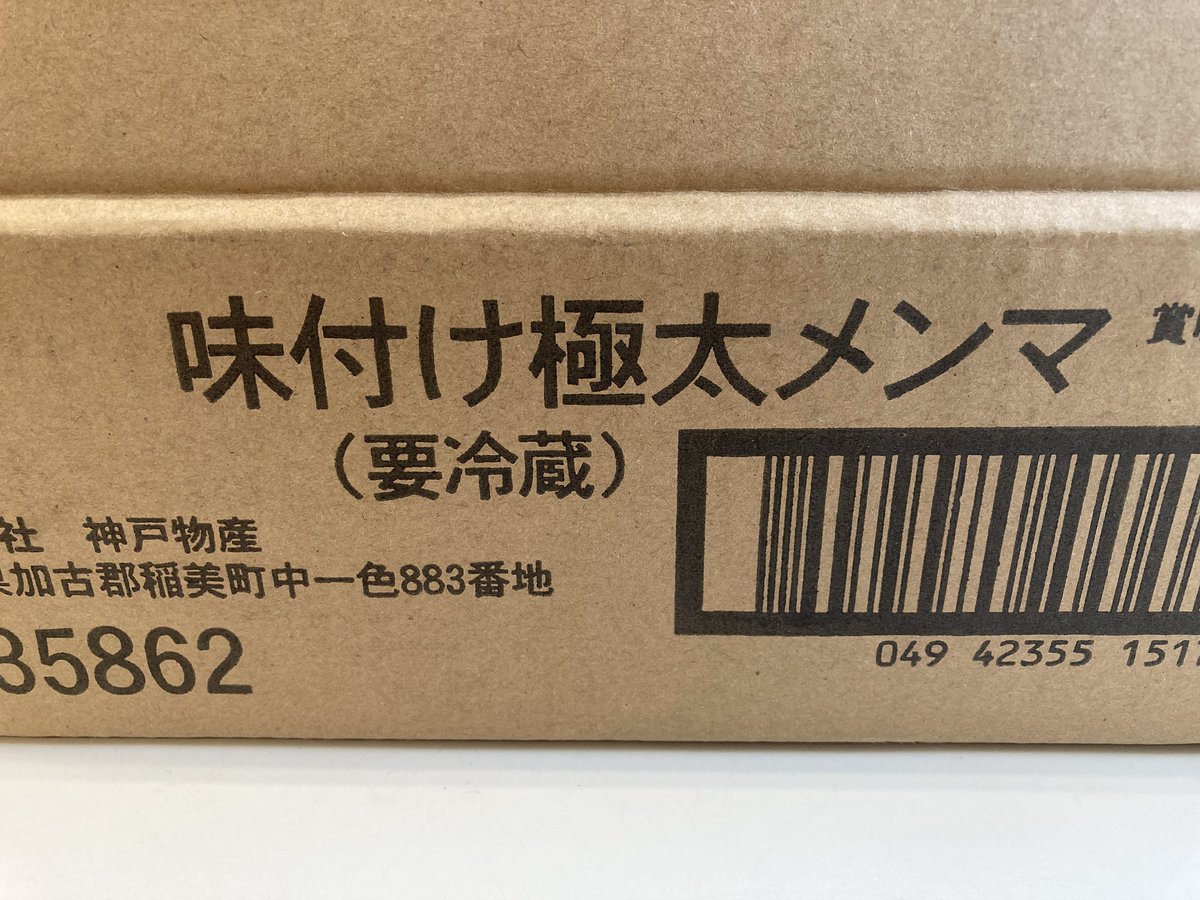 味付け極太メンマ 賞
（要冷蔵）
社　神戸物産
加古郡稲美町中一色883番地
35862
049 42355 151